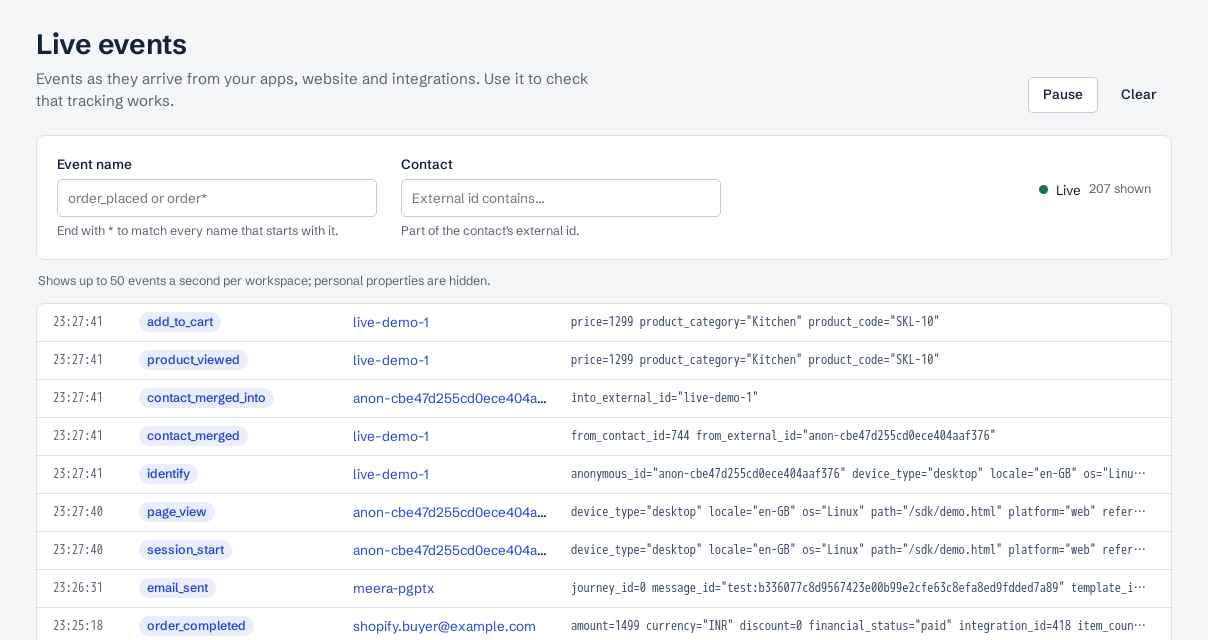 Live events
Events as they arrive from your apps, website and integrations. Use it to check
that tracking works.
Pause
Clear
Event name
Contact
order_placed or order*
External id contains…
Live
207 shown
End with * to match every name that starts with it.
Part of the contact's external id.
Shows up to 50 events a second per workspace; personal properties are hidden.
23:27:41 add_to_cart live-demo-1 price=1299 product_category="Kitchen" product_code="SKL-10"
23:27:41 product_viewed live-demo-1 price=1299 product_category="Kitchen" product_code="SKL-10"
23:27:41 contact_merged_into anon-cbe47d255cd0ece404a… into_external_id="live-demo-1"
23:27:41 contact_merged live-demo-1 from_contact_id=744 from_external_id="anon-cbe47d255cd0ece404aaf376"
23:27:41 identify live-demo-1 anonymous_id="anon-cbe47d255cd0ece404aaf376" device_type="desktop" locale="en-GB" os="Linu…
23:27:40 page_view anon-cbe47d255cd0ece404a… device_type="desktop" locale="en-GB" os="Linux" path="/sdk/demo.html" platform="web" refer…
23:27:40 session_start anon-cbe47d255cd0ece404a… device_type="desktop" locale="en-GB" os="Linux" path="/sdk/demo.html" platform="web" refer…
23:26:31 email_sent meera-pgptx journey_id=0 message_id="test:b336077c8d9567423e00b99e2cfe63c8efa8ed9fdded7a89" template_i…
23:25:18 order_completed shopify.buyer@example.com amount=1499 currency="INR" discount=0 financial_status="paid" integration_id=418 item_coun…